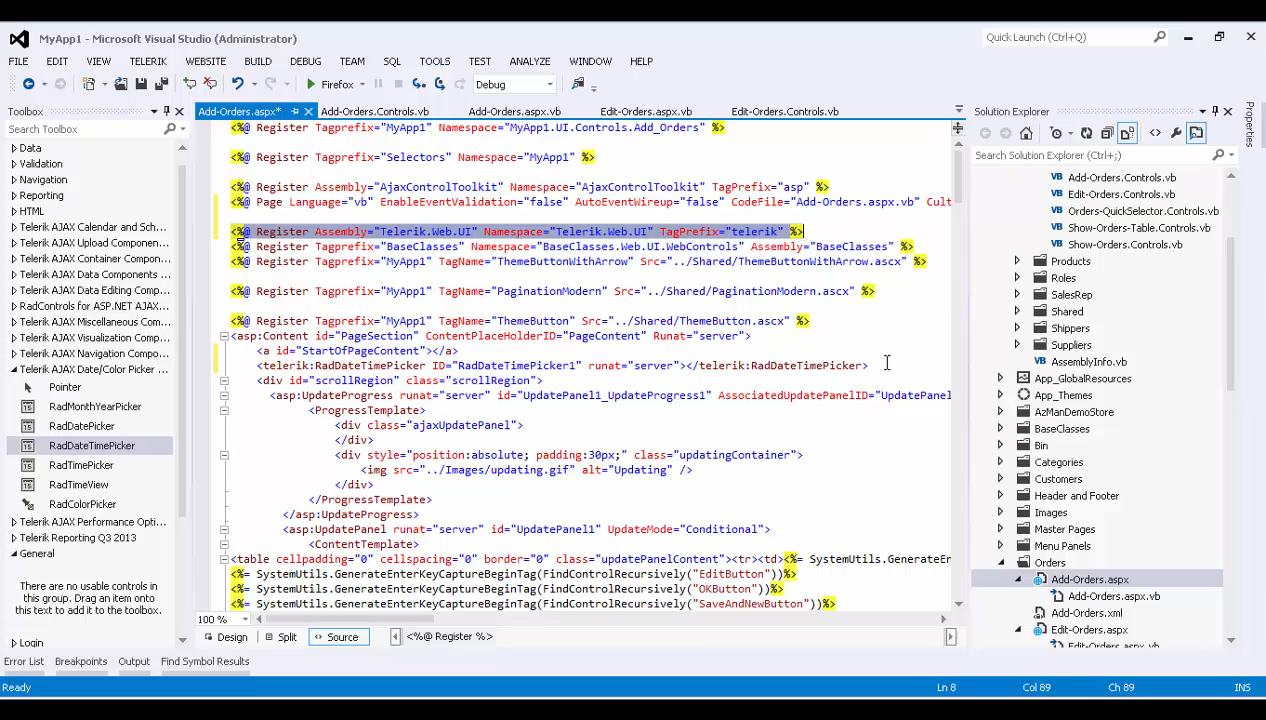 MyApp1 - Microsoft Visual Studio (Administrator)
Quick Launch (Ctrl+Q)
FILE EDIT VIEW TELERIK WEBSITE BUILD DEBUG TEAM SQL TOOLS TEST ANALYZE WINDOW HELP
Firefox Debug
Toolbox
Search Toolbox
Data
Validation
Navigation
Reporting
HTML
Telerik AJAX Calendar and Sche...
Telerik AJAX Upload Componen...
Telerik AJAX Container Compon...
Telerik AJAX Data Components
Telerik AJAX Data Editing Comp...
RadControls for ASP.NET AJAX...
Telerik AJAX Miscellaneous Com...
Telerik AJAX Navigation Compo...
Telerik AJAX Date/Color Picker ...
Pointer
RadMonthYearPicker
RadDatePicker
RadDateTimePicker
RadTimePicker
RadTimeView
RadColorPicker
Telerik AJAX Performance Opti...
Telerik Reporting Q3 2013
General
There are no usable controls in
this group. Drag an item onto
this text to add it to the toolbox.
Login
Add-Orders.aspx* Add-Orders.Controls.vb Add-Orders.aspx.vb Edit-Orders.aspx.vb Edit-Orders.Controls.vb
<%@ Register Tagprefix="MyApp1" Namespace="MyApp1.UI.Controls.Add_Orders" %>
<%@ Register Tagprefix="Selectors" Namespace="MyApp1" %>
<%@ Register Assembly="AjaxControlToolkit" Namespace="AjaxControlToolkit" TagPrefix="asp" %>
<%@ Page Language="vb" EnableEventValidation="false" AutoEventWireup="false" CodeFile="Add-Orders.aspx.vb" Cult
<%@ Register Assembly="Telerik.Web.UI" Namespace="Telerik.Web.UI" TagPrefix="telerik" %>
<%@ Register Tagprefix="BaseClasses" Namespace="BaseClasses.Web.UI.WebControls" Assembly="BaseClasses" %>
<%@ Register Tagprefix="MyApp1" TagName="ThemeButtonWithArrow" Src="../Shared/ThemeButtonWithArrow.ascx" %>
<%@ Register Tagprefix="MyApp1" TagName="PaginationModern" Src="../Shared/PaginationModern.ascx" %>
<%@ Register Tagprefix="MyApp1" TagName="ThemeButton" Src="../Shared/ThemeButton.ascx" %>
<asp:Content id="PageSection" ContentPlaceHolderID="PageContent" Runat="server">
<a id="StartOfPageContent"></a>
<telerik:RadDateTimePicker ID="RadDateTimePicker1" runat="server"></telerik:RadDateTimePicker>
<div id="scrollRegion" class="scrollRegion">
<asp:UpdateProgress runat="server" id="UpdatePanel1_UpdateProgress1" AssociatedUpdatePanelID="UpdatePanel
<ProgressTemplate>
<div class="ajaxUpdatePanel">
</div>
<div style="position:absolute; padding:30px;" class="updatingContainer">
<img src="../Images/updating.gif" alt="Updating" />
</div>
</ProgressTemplate>
</asp:UpdateProgress>
<asp:UpdatePanel runat="server" id="UpdatePanel1" UpdateMode="Conditional">
<ContentTemplate>
<table cellpadding="0" cellspacing="0" border="0" class="updatePanelContent"><tr><td><%= SystemUtils.GenerateEn
<%= SystemUtils.GenerateEnterKeyCaptureBeginTag(FindControlRecursively("EditButton"))%>
<%= SystemUtils.GenerateEnterKeyCaptureBeginTag(FindControlRecursively("OKButton"))%>
<%= SystemUtils.GenerateEnterKeyCaptureBeginTag(FindControlRecursively("SaveAndNewButton"))%>
100 %
Design Split Source <%@ Register %>
Solution Explorer
Search Solution Explorer (Ctrl+;)
Add-Orders.Controls.vb
Edit-Orders.Controls.vb
Orders-QuickSelector.Controls.vb
Show-Orders-Table.Controls.vb
Show-Orders.Controls.vb
Products
Roles
SalesRep
Shared
Shippers
Suppliers
AssemblyInfo.vb
App_GlobalResources
App_Themes
AzManDemoStore
BaseClasses
Bin
Categories
Customers
Header and Footer
Images
Master Pages
Menu Panels
Orders
Add-Orders.aspx
Add-Orders.aspx.vb
Add-Orders.xml
Edit-Orders.aspx
Edit-Orders.aspx.vb
Properties
Error List Breakpoints Output Find Symbol Results
Ready Ln 8 Col 89 Ch 89 INS